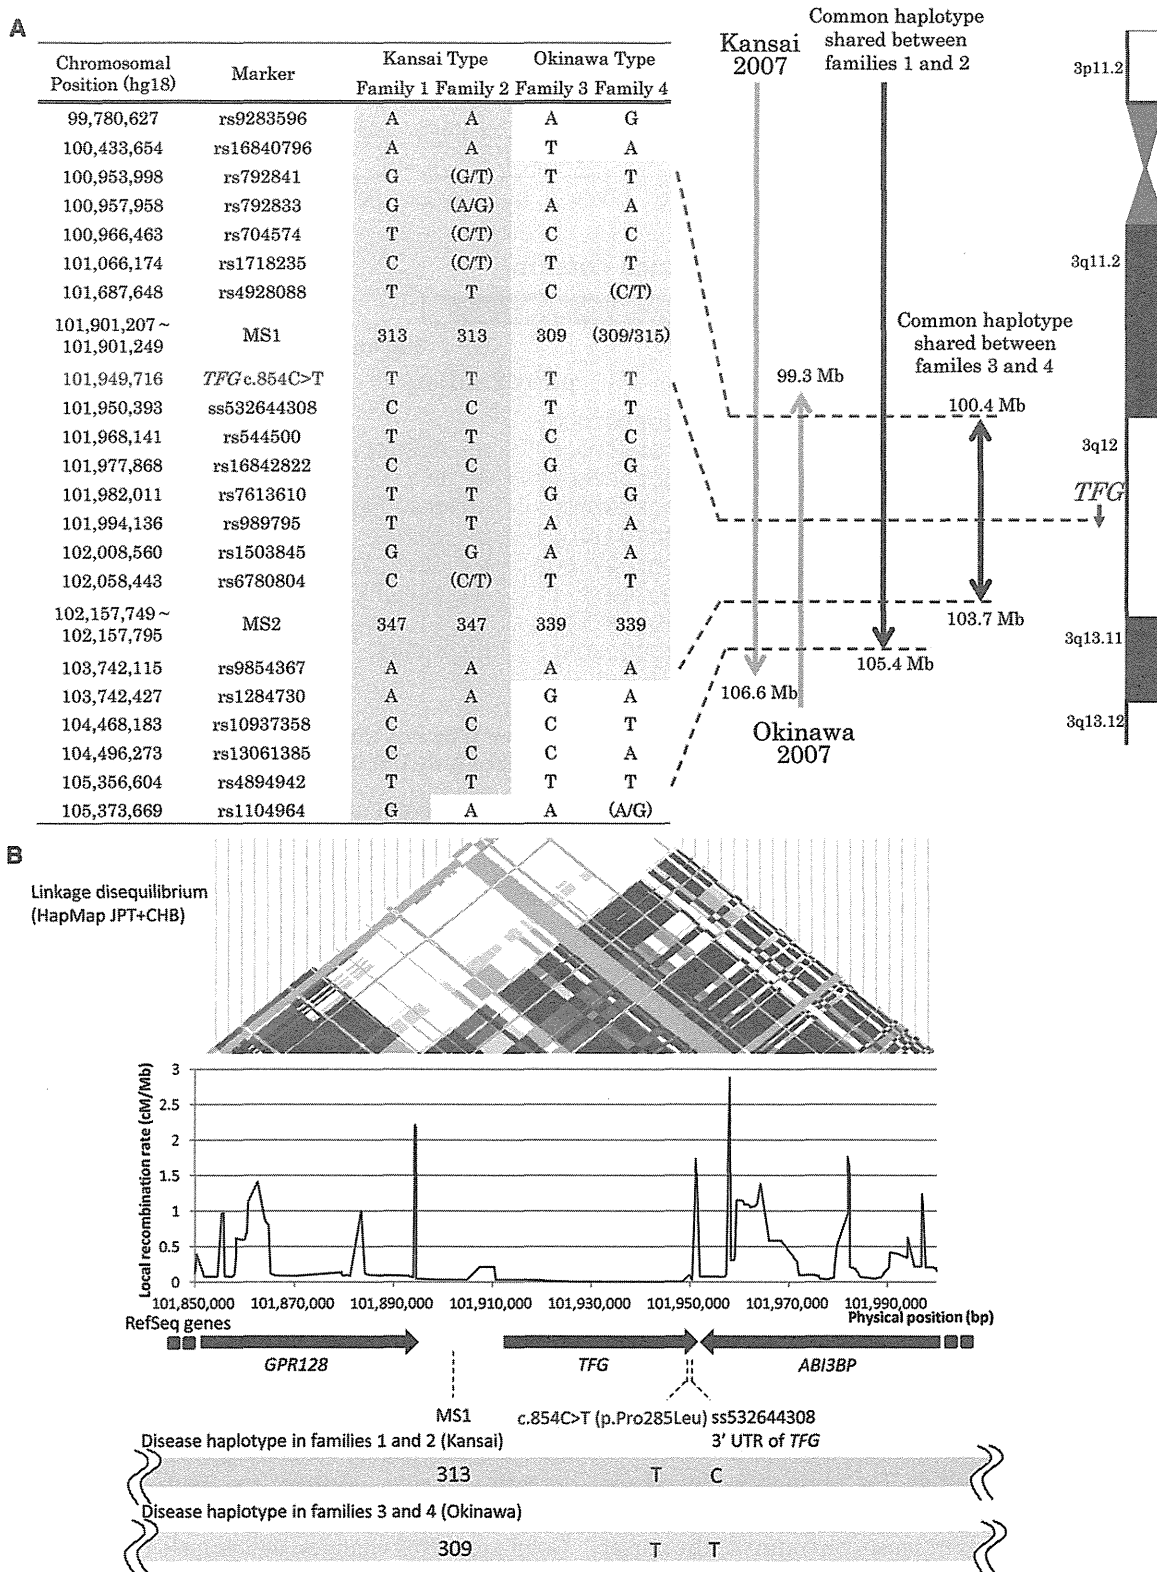 A
Chromosomal Position (hg18) Marker Kansai Type Okinawa Type
Family 1 Family 2 Family 3 Family 4
99,780,627 rs9283596 A A A G
100,433,654 rs16840796 A A T A
100,953,998 rs792841 G (G/T) T T
100,957,958 rs792833 G (A/G) A A
100,966,463 rs704574 T (C/T) C C
101,066,174 rs1718235 C (C/T) T T
101,687,648 rs4928088 T T C (C/T)
101,901,207 ~ 101,901,249 MS1 313 313 309 (309/315)
101,949,716 TFG c.854C>T T T T T
101,950,393 ss532644308 C C T T
101,968,141 rs544500 T T C C
101,977,868 rs16842822 C C G G
101,982,011 rs7613610 T T G G
101,994,136 rs989795 T T A A
102,008,560 rs1503845 G G A A
102,058,443 rs6780804 C (C/T) T T
102,157,749 ~ 102,157,795 MS2 347 347 339 339
103,742,115 rs9854367 A A A A
103,742,427 rs1284730 A A G A
104,468,183 rs10937358 C C C T
104,496,273 rs13061385 C C C A
105,356,604 rs4894942 T T T T
105,373,669 rs1104964 G A A (A/G)
Kansai
2007
Common haplotype
shared between
families 1 and 2
3p11.2
3q11.2
Common haplotype
shared between
familes 3 and 4
99.3 Mb
100.4 Mb
3q12
TFG
103.7 Mb
3q13.11
105.4 Mb
106.6 Mb
Okinawa
2007
3q13.12
B
Linkage disequilibrium
(HapMap JPT+CHB)
Local recombination rate (cM/Mb)
3
2.5
2
1.5
1
0.5
0
101,850,000 101,870,000 101,890,000 101,910,000 101,930,000 101,950,000 101,970,000 101,990,000
Physical position (bp)
RefSeq genes
GPR128 TFG ABI3BP
MS1 c.854C>T (p.Pro285Leu) ss532644308
3' UTR of TFG
Disease haplotype in families 1 and 2 (Kansai)
313 T C
Disease haplotype in families 3 and 4 (Okinawa)
309 T T